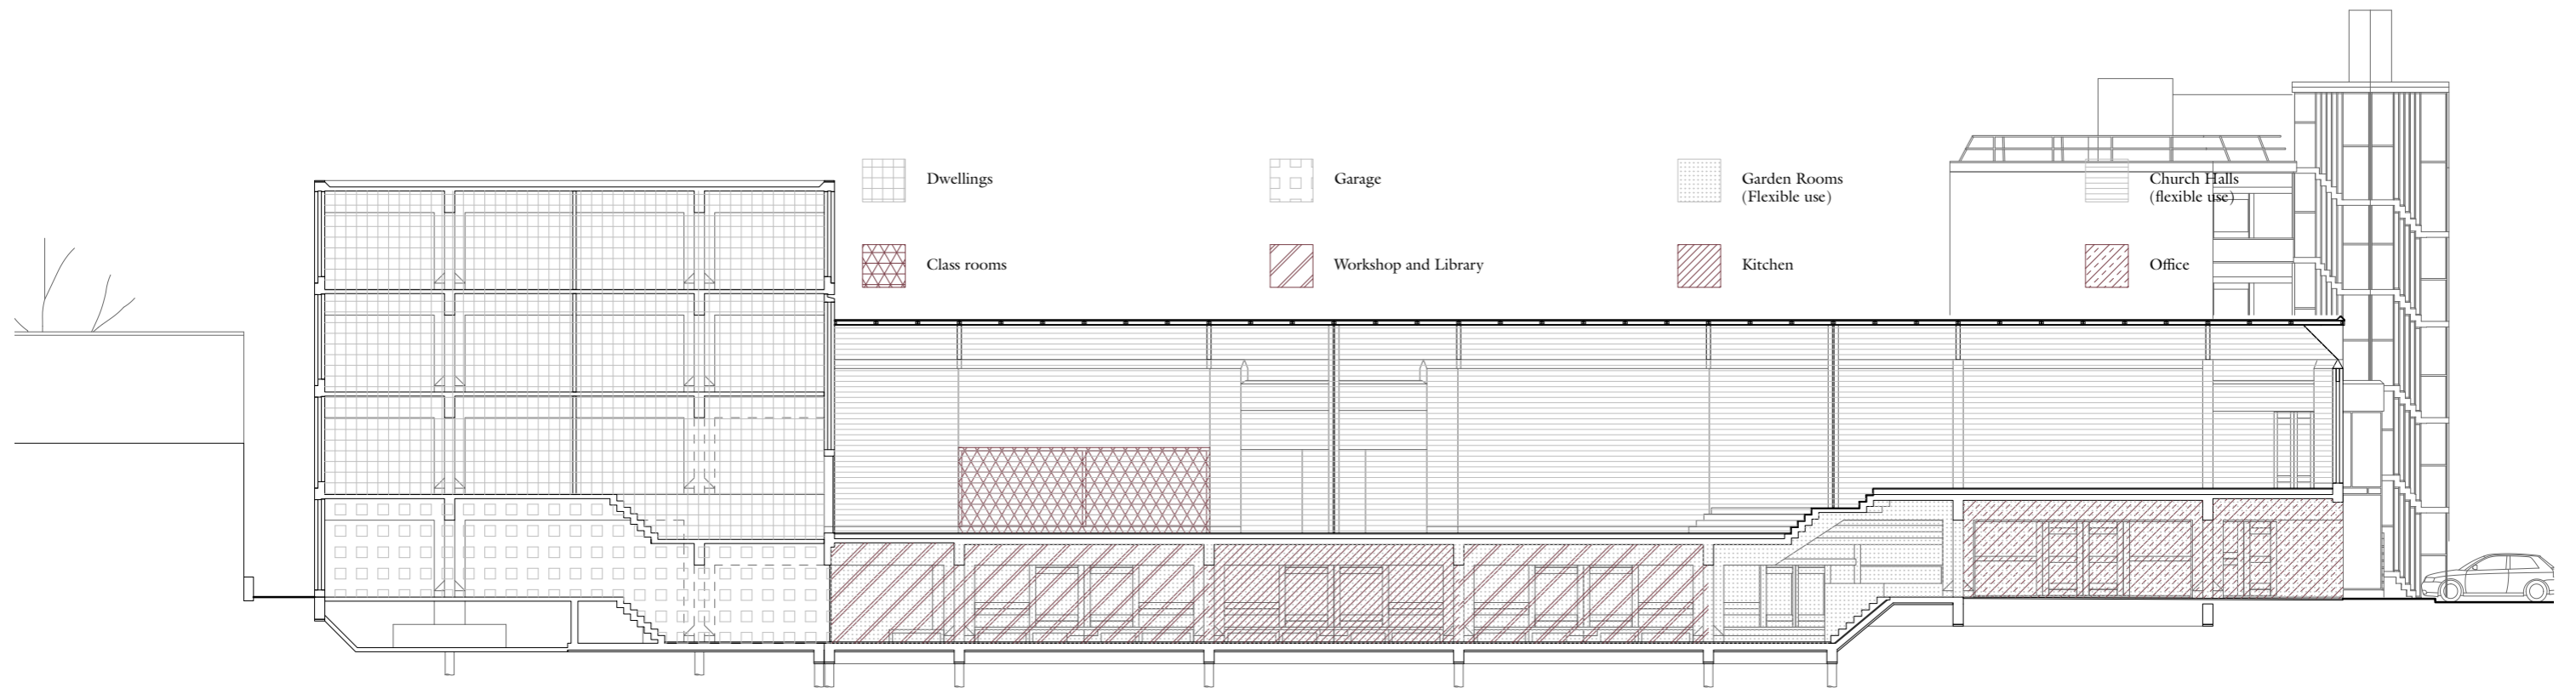 Dwellings
Garage
Garden Rooms
(Flexible use)
Church Halls
(flexible use)
Class rooms
Workshop and Library
Kitchen
Office